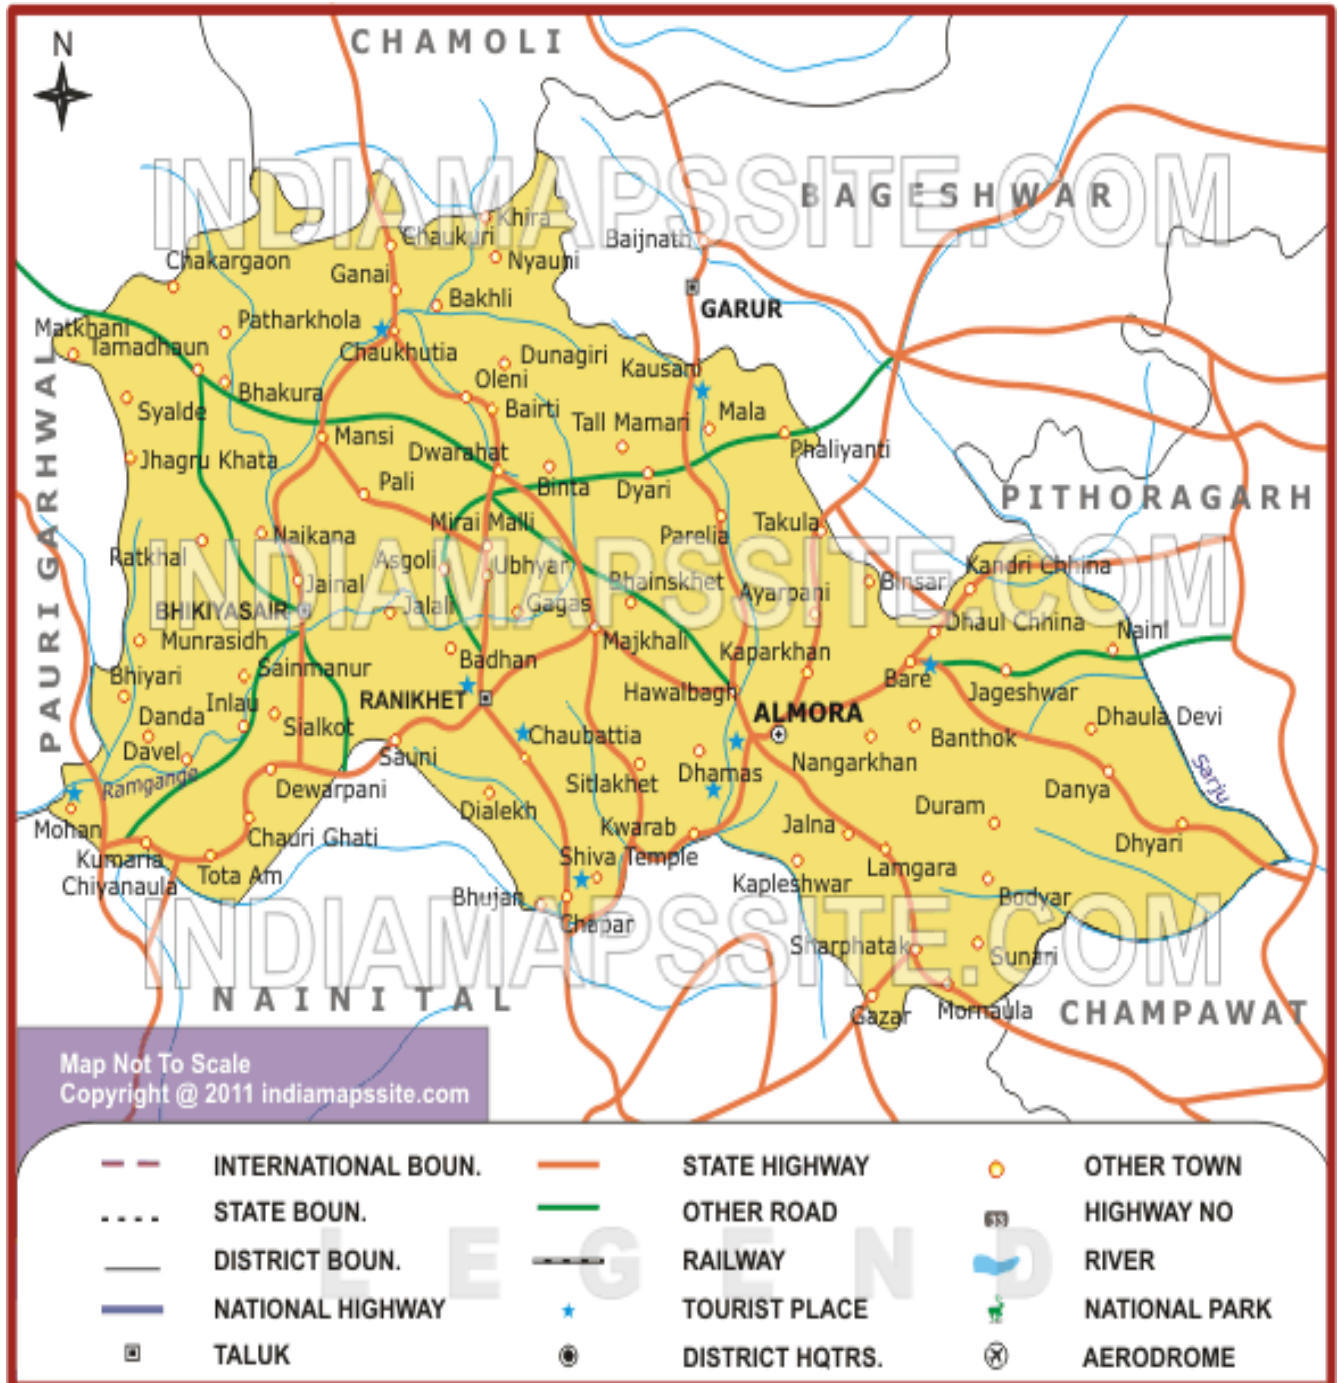 N
CHAMOLI
INDIAMAPSSITE.COM
BAGESHWAR
Khira
Chaukuri
Baijnath
Chakargaon
Nyauni
Ganai
Bakhli
GARUR
Patharkhola
Matkhani
Tamadhaun
Chaukhutia
Dunagiri
Kausani
Oleni
Bhakura
Syalde
Bairti
Tall Mamari
Mala
Mansi
Dwarahat
Phaliyanti
Jhagru Khata
Pali
Binta
Dyari
PITHORAGARH
PAURI GARHWAL
Mirai Maili
Takula
Naikana
Parelia
INDIAMAPSSITE.COM
Ratkhal
Asgoli
Ubhyar
Kandri Chhina
Jainal
Bhainskhet
Ayarpani
Binsar
BHIKIYASAIR
Jalali
Gagas
Dhaul Chhina
Nainl
Munrasidh
Majkhali
Kaparkhan
Sainmanur
Badhan
Bhiyari
Bare
Inlau
RANIKHET
Hawalbagh
Jageshwar
Danda
Sialkot
ALMORA
Dhaula Devi
Davel
Chaubattia
Banthok
Sauni
Nangarkhan
Sarju
Ramgange
Sitlakhet
Dhamas
Dewarpani
Danya
Dialekh
Duram
Mohan
Chauri Ghati
Kwarab
Jalna
Dhyari
Kumaria
Shiva Temple
Lamgara
Chiyanaula
Tota Am
Kapleshwar
Bhujan
Bodyar
Chapar
INDIAMAPSSITE.COM
Sharphatak
Sunari
NAINITAL
Gazar
Mornaula
CHAMPAWAT
Map Not To Scale
Copyright @ 2011 indiamapssite.com
LEGEND
INTERNATIONAL BOUN.
STATE HIGHWAY
OTHER TOWN
STATE BOUN.
OTHER ROAD
33
HIGHWAY NO
DISTRICT BOUN.
RAILWAY
RIVER
NATIONAL HIGHWAY
TOURIST PLACE
NATIONAL PARK
TALUK
DISTRICT HQTRS.
AERODROME